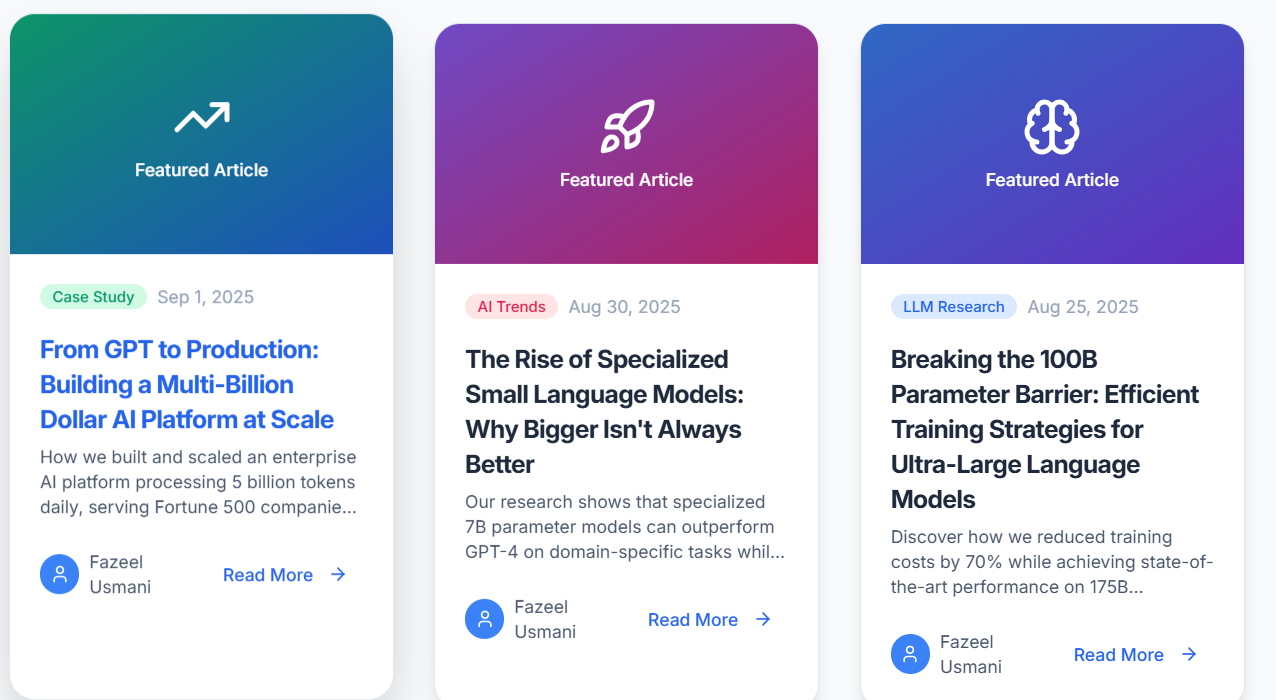 Featured Article
Case Study Sep 1, 2025
From GPT to Production:
Building a Multi-Billion
Dollar AI Platform at Scale
How we built and scaled an enterprise
AI platform processing 5 billion tokens
daily, serving Fortune 500 companie...
Fazeel
Usmani
Read More
Featured Article
AI Trends Aug 30, 2025
The Rise of Specialized
Small Language Models:
Why Bigger Isn't Always
Better
Our research shows that specialized
7B parameter models can outperform
GPT-4 on domain-specific tasks whil...
Fazeel
Usmani
Read More
Featured Article
LLM Research Aug 25, 2025
Breaking the 100B
Parameter Barrier: Efficient
Training Strategies for
Ultra-Large Language
Models
Discover how we reduced training
costs by 70% while achieving state-of-
the-art performance on 175B...
Fazeel
Usmani
Read More